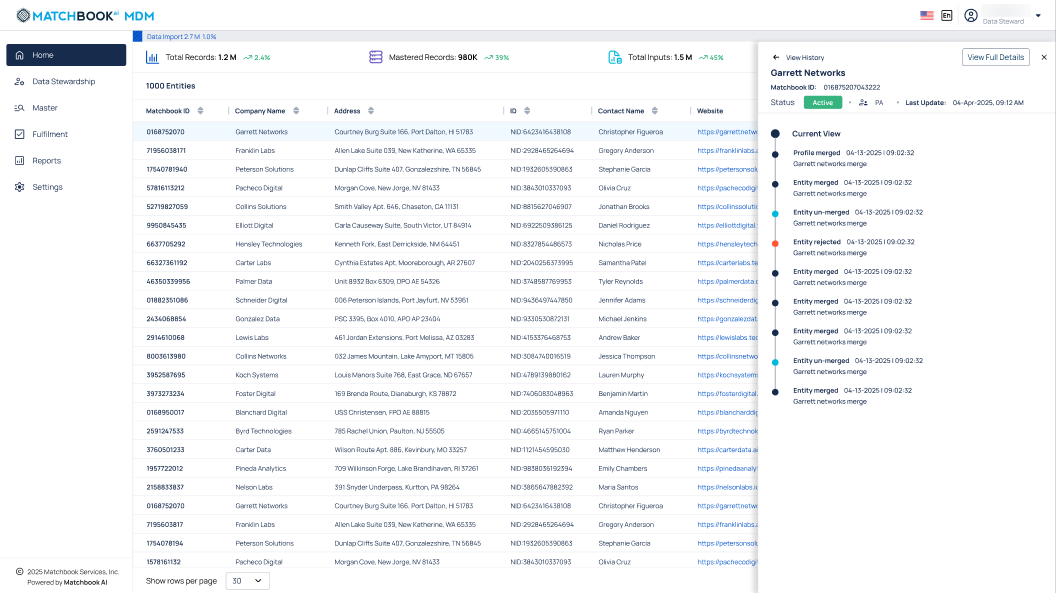 MATCHBOOK AI MDM
En
Data Steward
Data Import 2.7 M 1.0%
Home
Data Stewardship
Master
Fulfilment
Reports
Settings
2025 Matchbook Services, Inc.
Powered by Matchbook AI
Total Records: 1.2 M 2.4%
Mastered Records: 980K 39%
Total Inputs: 1.5 M 45%
1000 Entities
Matchbook ID Company Name Address ID Contact Name Website
0168752070 Garrett Networks Courtney Burg Suite 166, Port Dalton, HI 51783 NID:6423416438108 Christopher Figueroa https://garrettnetw
71956038171 Franklin Labs Allen Lake Suite 039, New Katherine, WA 65335 NID:2928465264694 Gregory Anderson https://franklinlabs.
17540781940 Peterson Solutions Dunlap Cliffs Suite 407, Gonzalezshire, TN 56845 NID:1932605390863 Stephanie Garcia https://petersonsol
57816113212 Pacheco Digital Morgan Cove, New Jorge, NV 81433 NID:3843010337093 Olivia Cruz https://pachecodigi
52719827059 Collins Solutions Smith Valley Apt. 646, Chaseton, CA 11131 NID:8815627046907 Jonathan Brooks https://collinssoluti
9950845435 Elliott Digital Carla Causeway Suite, South Victor, UT 84914 NID:6922509386125 Daniel Rodriguez https://elliottdigital.
6637705292 Hensley Technologies Kenneth Fork, East Derrickside, NM 64451 NID:8327854486573 Nicholas Price https://hensleytech
66327361192 Carter Labs Cynthia Estates Apt, Mooreborough, AR 27607 NID:2040256373995 Samantha Patel https://carterlabs.te
46350339956 Palmer Data Unit 8932 Box 6309, DPO AE 54326 NID:3748587769953 Tyler Reynolds https://palmerdata.c
01882351086 Schneider Digital 006 Peterson Islands, Port Jayfurt, NV 53961 NID:9436497447850 Jennifer Adams https://schneiderdig
2434068854 Gonzalez Data PSC 3395, Box 4010, APO AP 23404 NID:9330530872131 Michael Jenkins https://gonzalezdat
2914610068 Lewis Labs 461 Jordan Extensions, Port Melissa, AZ 03283 NID:4153376468753 Andrew Baker https://lewislabs.tec
8003613980 Collins Networks 032 James Mountain, Lake Amyport, MT 15805 NID:3084740016519 Jessica Thompson https://collinsnetwo
3952587695 Koch Systems Louis Manors Suite 768, East Grace, ND 67657 NID:4789139880162 Lauren Murphy https://kochsystems
3973273234 Foster Digital 169 Brenda Route, Dianaburgh, KS 78872 NID:7406083048963 Benjamin Martin https://fosterdigital.
0168950017 Blanchard Digital USS Christensen, FPO AE 88815 NID:2035505971110 Amanda Nguyen https://blancharddig
2591247533 Byrd Technologies 785 Rachel Union, Paulton, NJ 55505 NID:4665145751004 Ryan Parker https://byrdtechnol
3760501233 Carter Data Wilson Route Apt. 886, Kevinbury, MO 33257 NID:1121454595030 Matthew Henderson https://carterdata.a
1957722012 Pineda Analytics 709 Wilkinson Forge, Lake Brandihaven, RI 37261 NID:9838036192394 Emily Chambers https://pinedaanaly
2158833837 Nelson Labs 391 Snyder Underpass, Kurtton, PA 98264 NID:3865647882392 Maria Santos https://nelsonlabs.i
0168752070 Garrett Networks Courtney Burg Suite 166, Port Dalton, HI 51783 NID:6423416438108 Christopher Figueroa https://garrettnetw
7195603817 Franklin Labs Allen Lake Suite 039, New Katherine, WA 65335 NID:2928465264694 Gregory Anderson https://franklinlabs.
1754078194 Peterson Solutions Dunlap Cliffs Suite 407, Gonzalezshire, TN 56845 NID:1932605390863 Stephanie Garcia https://petersonsol
1578161132 Pacheco Digital Morgan Cove, New Jorge, NV 81433 NID:3843010337093 Olivia Cruz https://pachecodigi
Show rows per page 30
View History
View Full Details
Garrett Networks
Matchbook ID: 016875207043222
Status Active • PA • Last Update: 04-Apr-2025, 09:12 AM
Current View
Profile merged 04-13-2025 | 09:02:32
Garrett networks merge
Entity merged 04-13-2025 | 09:02:32
Garrett networks merge
Entity un-merged 04-13-2025 | 09:02:32
Garrett networks merge
Entity rejected 04-13-2025 | 09:02:32
Garrett networks merge
Entity merged 04-13-2025 | 09:02:32
Garrett networks merge
Entity merged 04-13-2025 | 09:02:32
Garrett networks merge
Entity merged 04-13-2025 | 09:02:32
Garrett networks merge
Entity un-merged 04-13-2025 | 09:02:32
Garrett networks merge
Entity merged 04-13-2025 | 09:02:32
Garrett networks merge